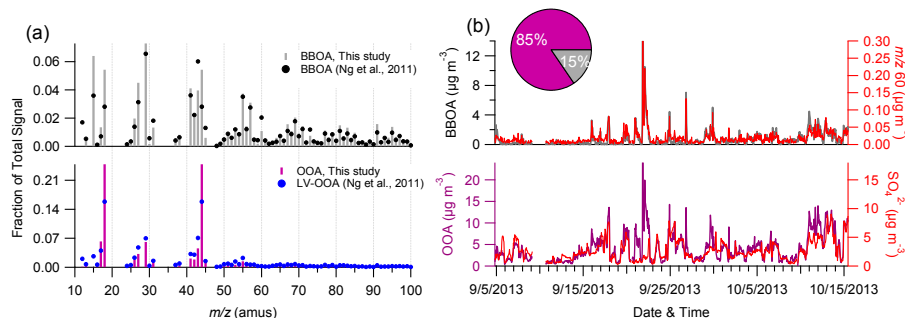 (a)
BBOA, This study
BBOA (Ng et al., 2011)
0.06
0.04
0.02
0.00
Fraction of Total Signal
OOA, This study
LV-OOA (Ng et al., 2011)
0.21
0.14
0.07
0.00
10 20 30 40 50 60 70 80 90 100
m/z (amus)
(b)
85%
15%
BBOA (µg m⁻³)
12
8
4
0
0.30
0.25
0.20
0.15
0.10
0.05
0.00
m/z 60 (µg m⁻³)
OOA (µg m⁻³)
20
10
0
15
10
5
0
SO₄²⁻ (µg m⁻³)
9/5/2013 9/15/2013 9/25/2013 10/5/2013 10/15/2013
Date & Time